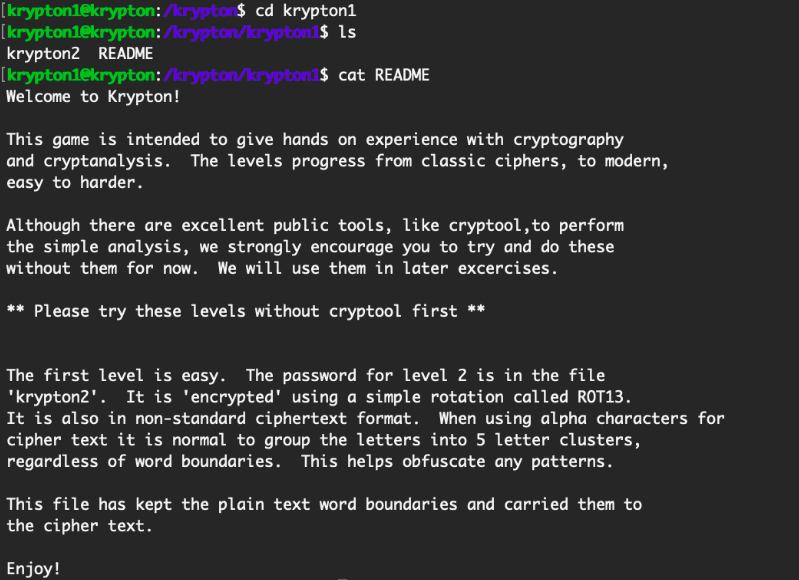 [krypton1@krypton:/krypton$ cd krypton1
[krypton1@krypton:/krypton/krypton1$ ls
krypton2  README
[krypton1@krypton:/krypton/krypton1$ cat README
Welcome to Krypton!

This game is intended to give hands on experience with cryptography
and cryptanalysis.  The levels progress from classic ciphers, to modern,
easy to harder.

Although there are excellent public tools, like cryptool,to perform
the simple analysis, we strongly encourage you to try and do these
without them for now.  We will use them in later excercises.

** Please try these levels without cryptool first **


The first level is easy.  The password for level 2 is in the file
'krypton2'.  It is 'encrypted' using a simple rotation called ROT13.
It is also in non-standard ciphertext format.  When using alpha characters for
cipher text it is normal to group the letters into 5 letter clusters,
regardless of word boundaries.  This helps obfuscate any patterns.

This file has kept the plain text word boundaries and carried them to
the cipher text.

Enjoy!